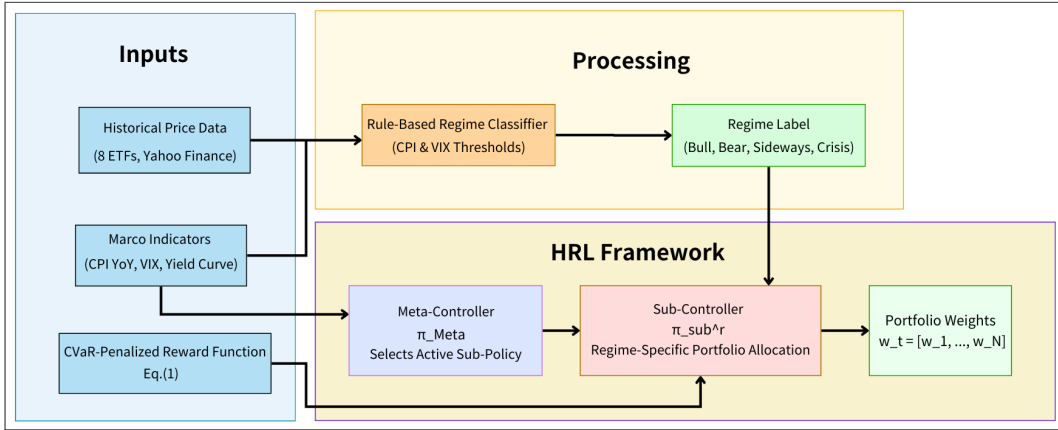 Inputs
Historical Price Data
(8 ETFs, Yahoo Finance)
Marco Indicators
(CPI YoY, VIX, Yield Curve)
CVaR-Penalized Reward Function
Eq.(1)
Processing
Rule-Based Regime Classiffier
(CPI & VIX Thresholds)
Regime Label
(Bull, Bear, Sideways, Crisis)
HRL Framework
Meta-Controller
π_Meta
Selects Active Sub-Policy
Sub-Controller
π_sub^r
Regime-Specific Portfolio Allocation
Portfolio Weights
w_t = [w_1, ..., w_N]